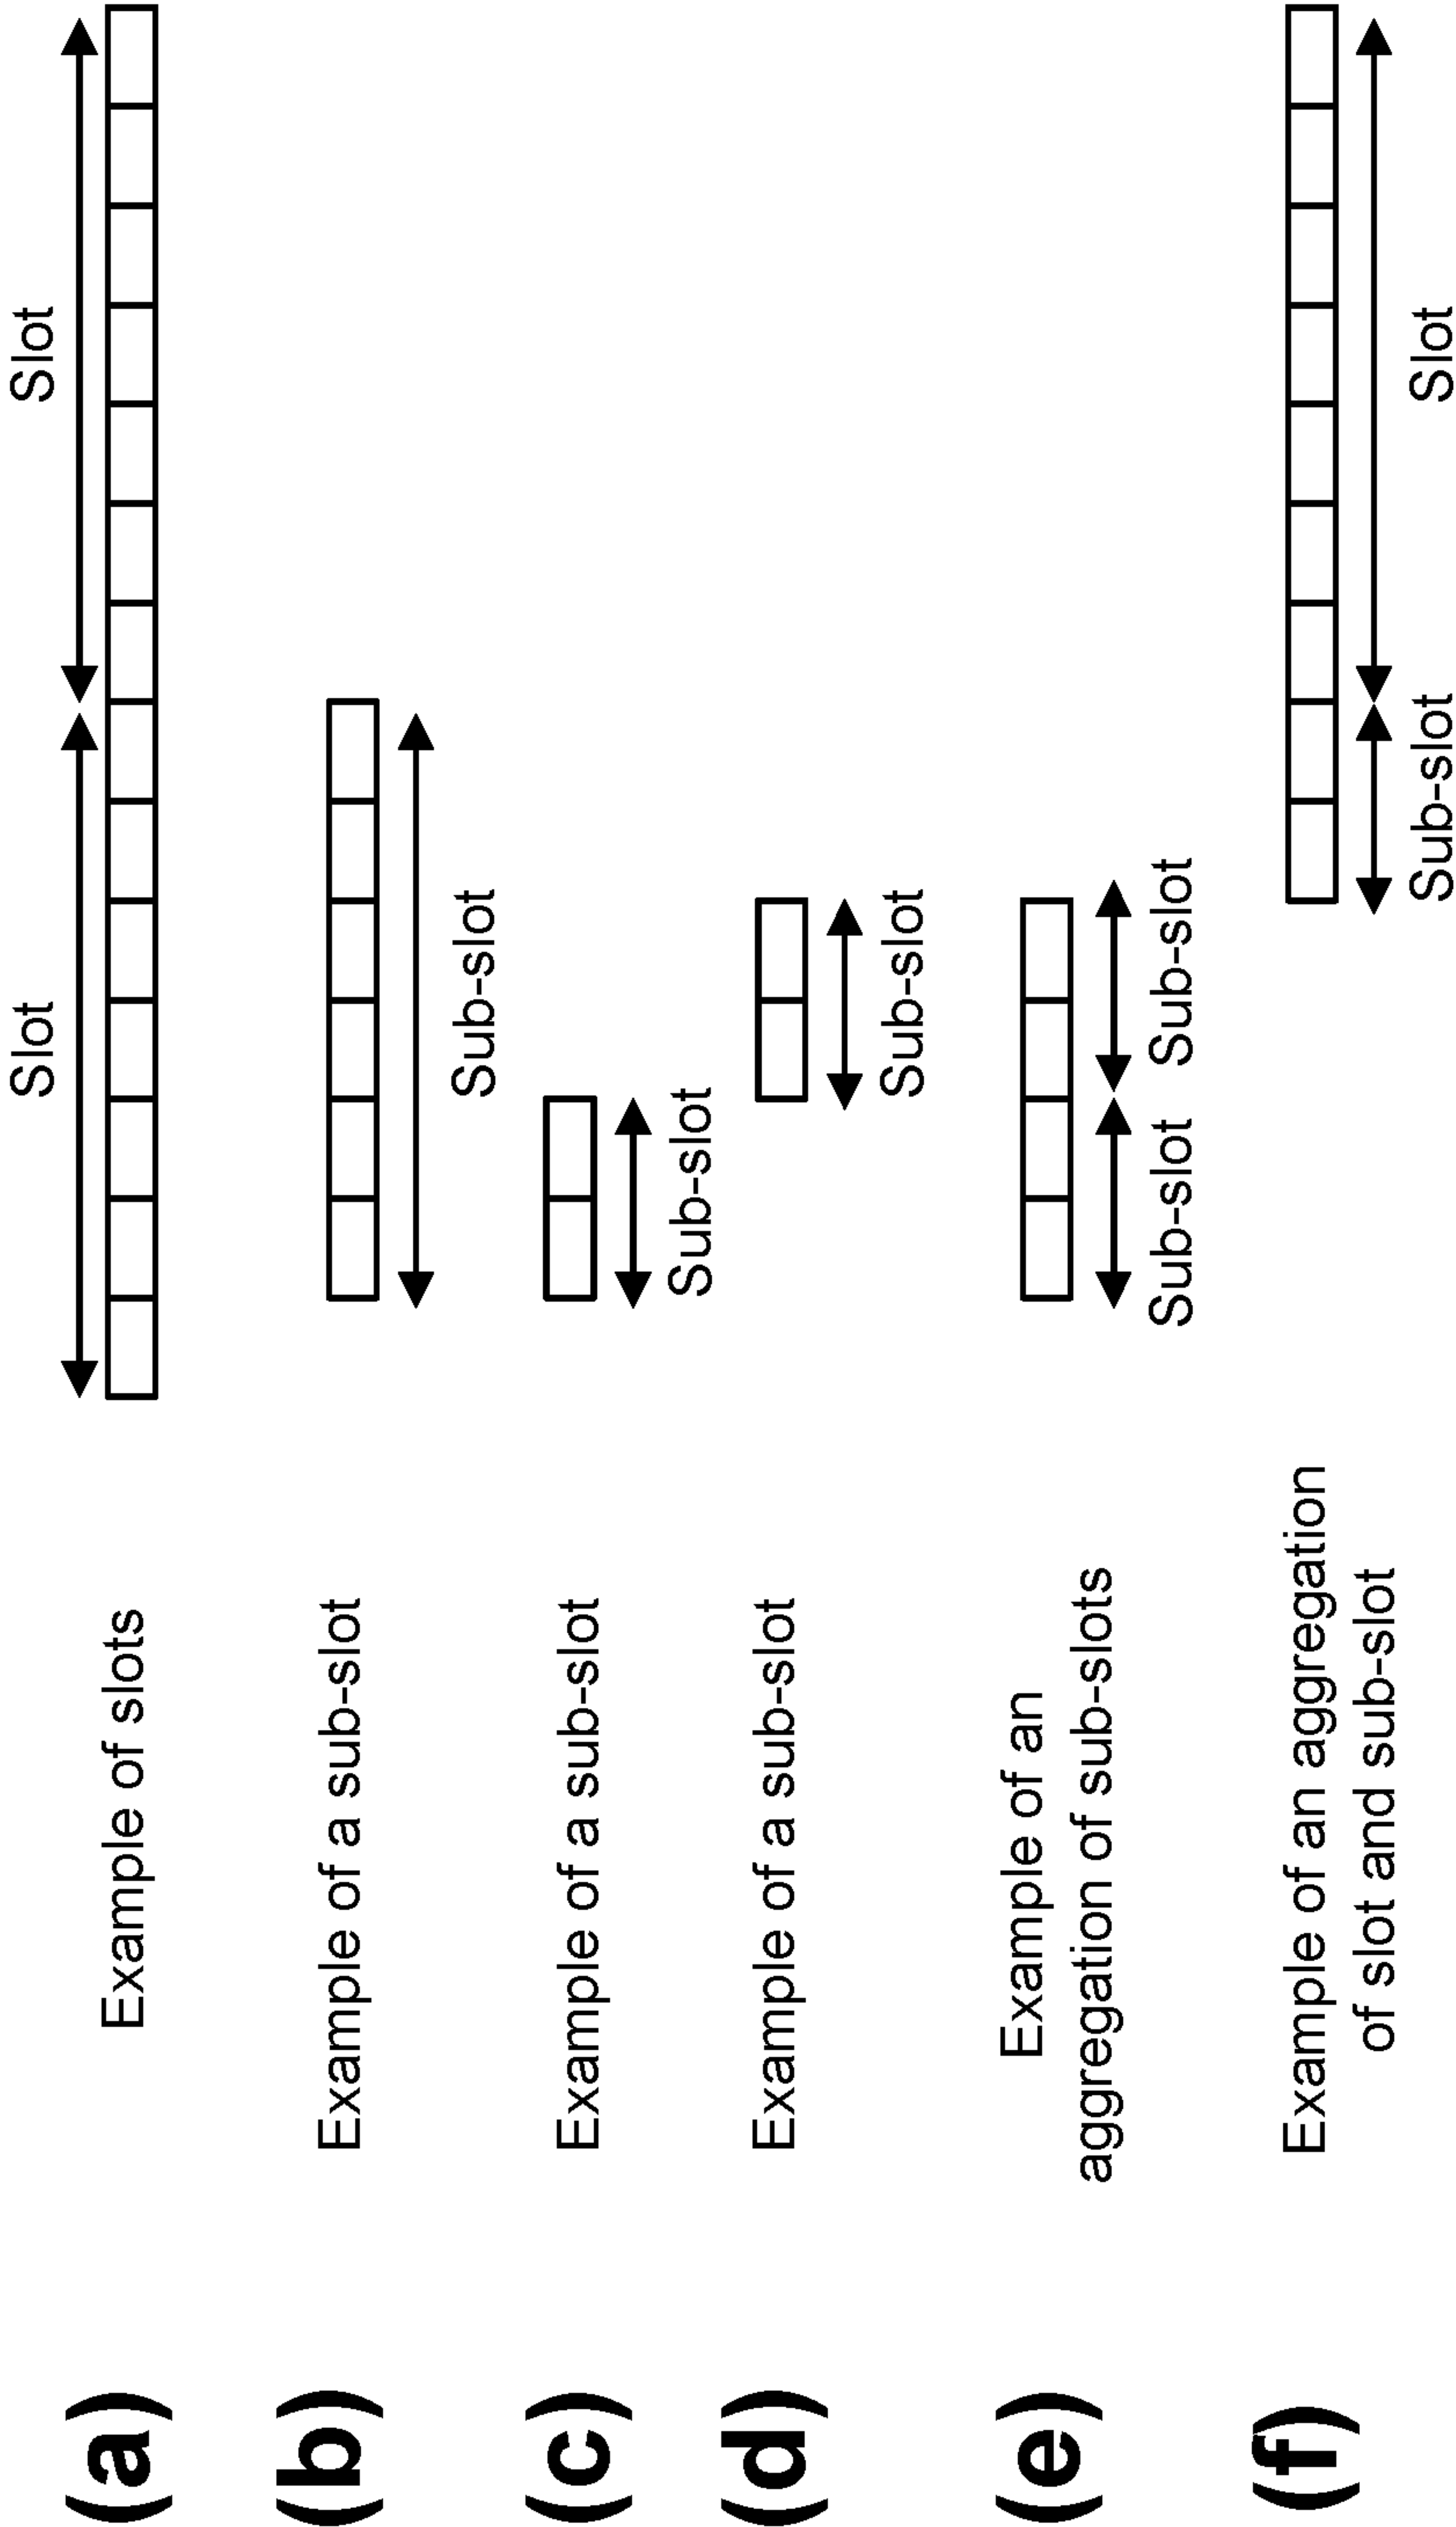 (a)
Example of slots
Slot
Slot
(b)
Example of a sub-slot
Sub-slot
(c)
Example of a sub-slot
Sub-slot
(d)
Example of a sub-slot
Sub-slot
(e)
Example of an
aggregation of sub-slots
Sub-slot
Sub-slot
(f)
Example of an aggregation
of slot and sub-slot
Sub-slot
Slot